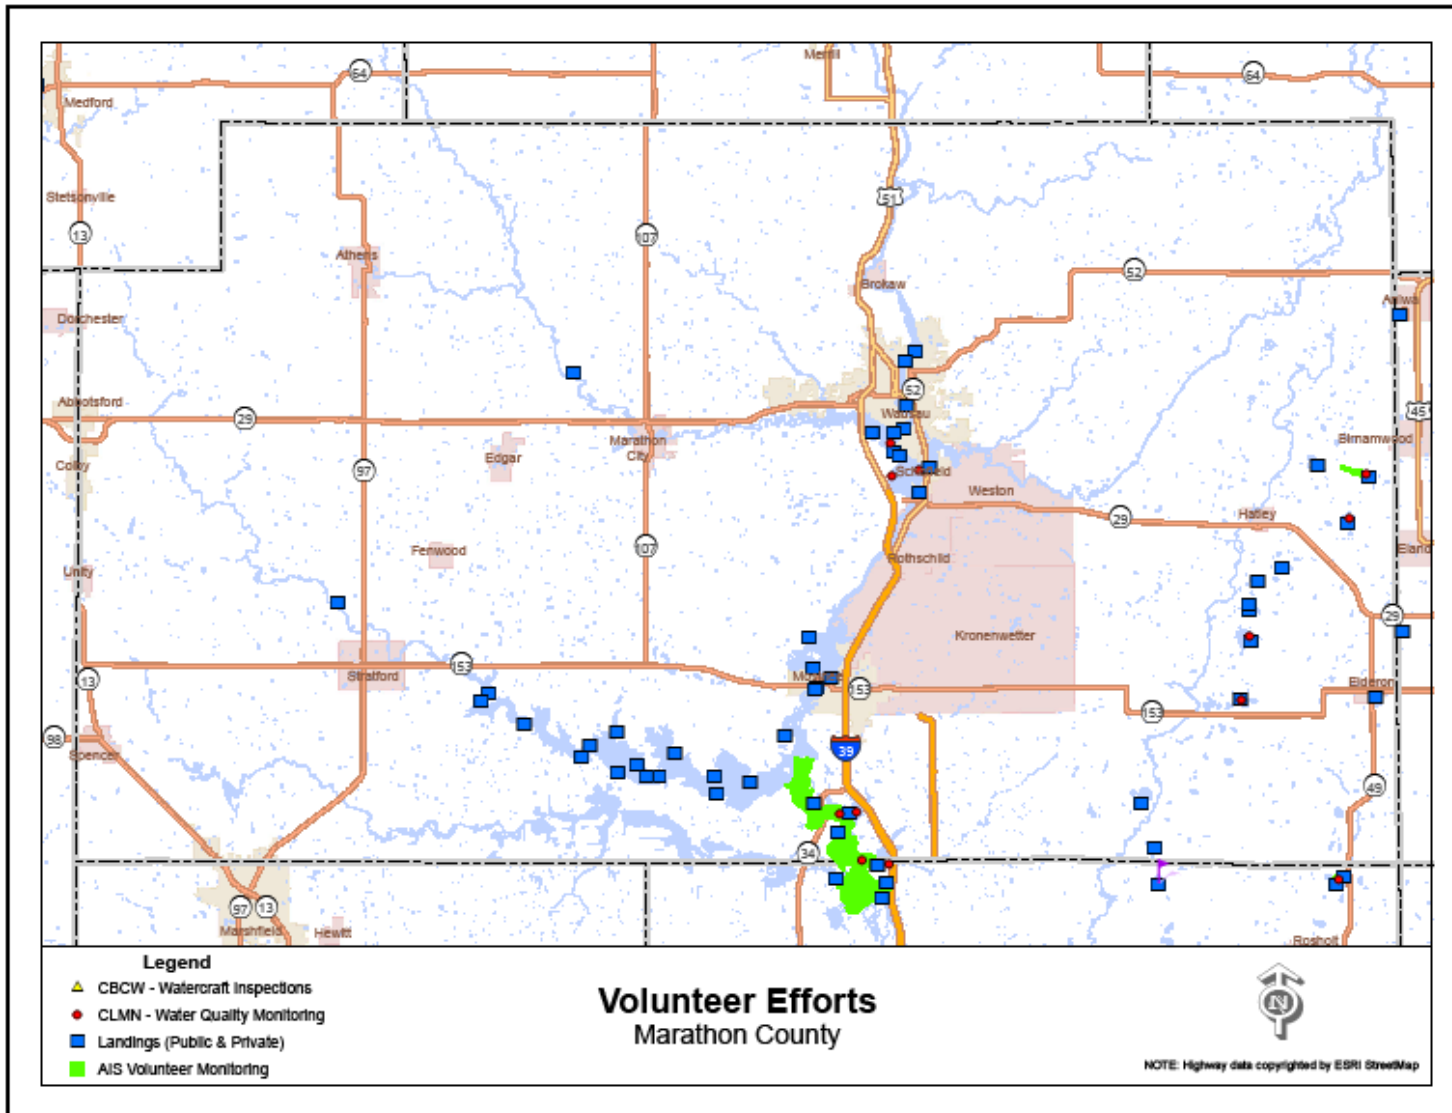 Merrill
64
64
Medford
Stetsonville
51
13
107
Athens
52
Brokaw
Aniwa
Dorchester
52
Abbotsford
29
Wausau
45
Marathon
City
Birnamwood
Edgar
Colby
97
Schofield
Weston
Hatley
29
Fenwood
107
Eland
Rothschild
Unity
29
Kronenwetter
153
Stratford
13
153
Elderon
153
98
Spencer
39
49
34
97
13
Marshfield
Hewitt
Rosholt
Legend
CBCW - Watercraft Inspections
CLMN - Water Quality Monitoring
Landings (Public & Private)
AIS Volunteer Monitoring
Volunteer Efforts
Marathon County
N
NOTE: Highway data copyrighted by ESRI StreetMap